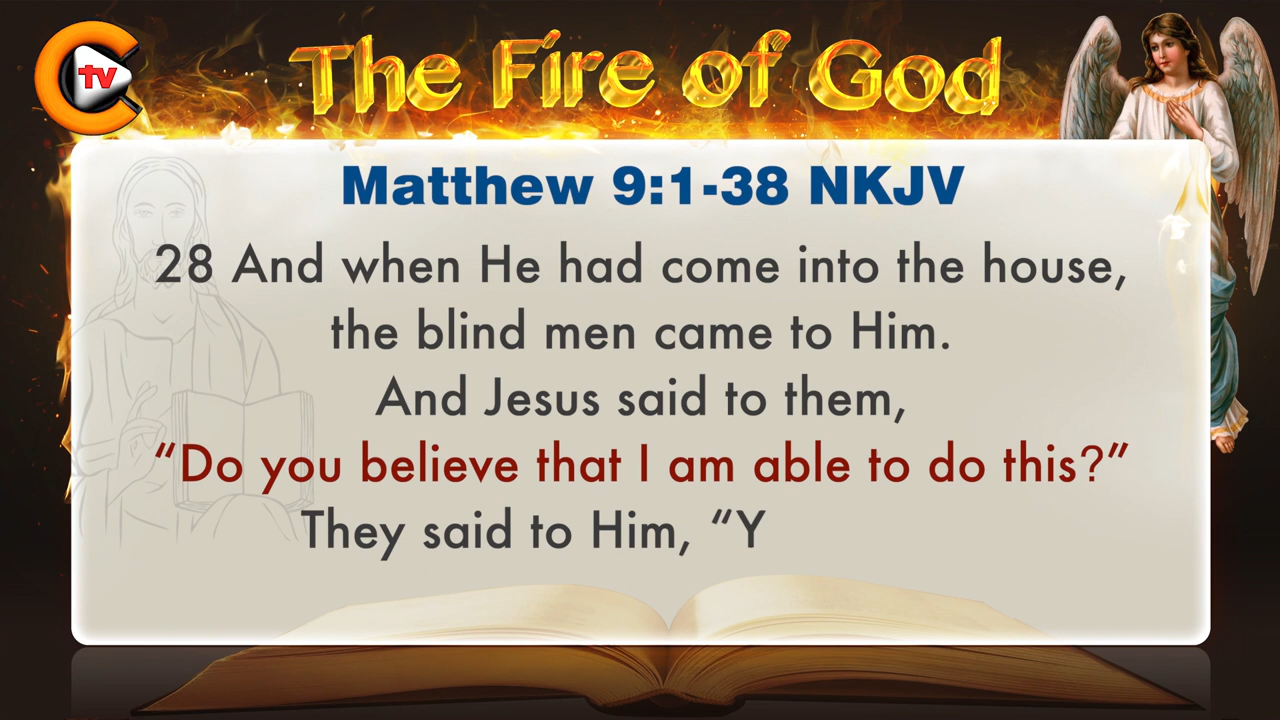 tv
The Fire of God
Matthew 9:1-38 NKJV
28 And when He had come into the house,
the blind men came to Him.
And Jesus said to them,
“Do you believe that I am able to do this?”
They said to Him, “Y